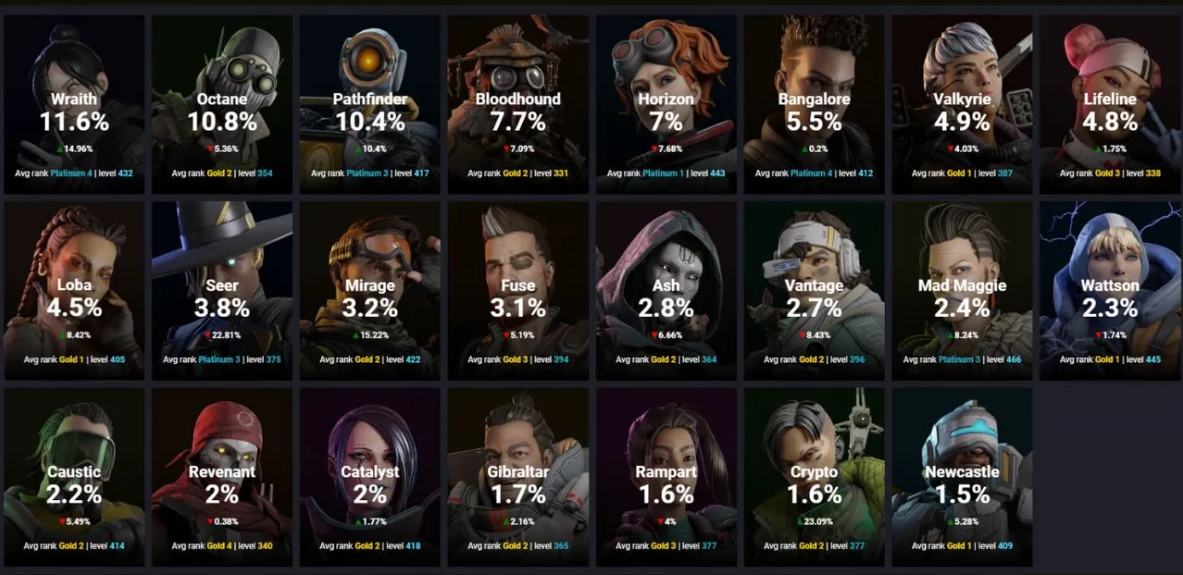 Wraith
11.6%
▲14.96%
Avg rank Platinum 4 | level 432
Octane
10.8%
▼5.36%
Avg rank Gold 2 | level 354
Pathfinder
10.4%
▲10.4%
Avg rank Platinum 3 | level 417
Bloodhound
7.7%
▼7.09%
Avg rank Gold 2 | level 331
Horizon
7%
▼7.68%
Avg rank Platinum 1 | level 443
Bangalore
5.5%
▲0.2%
Avg rank Platinum 4 | level 412
Valkyrie
4.9%
▼4.03%
Avg rank Gold 1 | level 387
Lifeline
4.8%
▲1.75%
Avg rank Gold 3 | level 338
Loba
4.5%
▲8.42%
Avg rank Gold 1 | level 405
Seer
3.8%
▼22.81%
Avg rank Platinum 3 | level 375
Mirage
3.2%
▲15.22%
Avg rank Gold 2 | level 422
Fuse
3.1%
▼5.19%
Avg rank Gold 3 | level 394
Ash
2.8%
▼6.66%
Avg rank Gold 2 | level 364
Vantage
2.7%
▼8.43%
Avg rank Gold 2 | level 396
Mad Maggie
2.4%
▲8.24%
Avg rank Platinum 3 | level 466
Wattson
2.3%
▼1.74%
Avg rank Gold 1 | level 445
Caustic
2.2%
▼5.49%
Avg rank Gold 2 | level 414
Revenant
2%
▼0.38%
Avg rank Gold 4 | level 340
Catalyst
2%
▲1.77%
Avg rank Gold 2 | level 418
Gibraltar
1.7%
▲2.16%
Avg rank Gold 2 | level 365
Rampart
1.6%
▼4%
Avg rank Gold 3 | level 377
Crypto
1.6%
▲23.09%
Avg rank Gold 2 | level 377
Newcastle
1.5%
▲5.28%
Avg rank Gold 1 | level 409